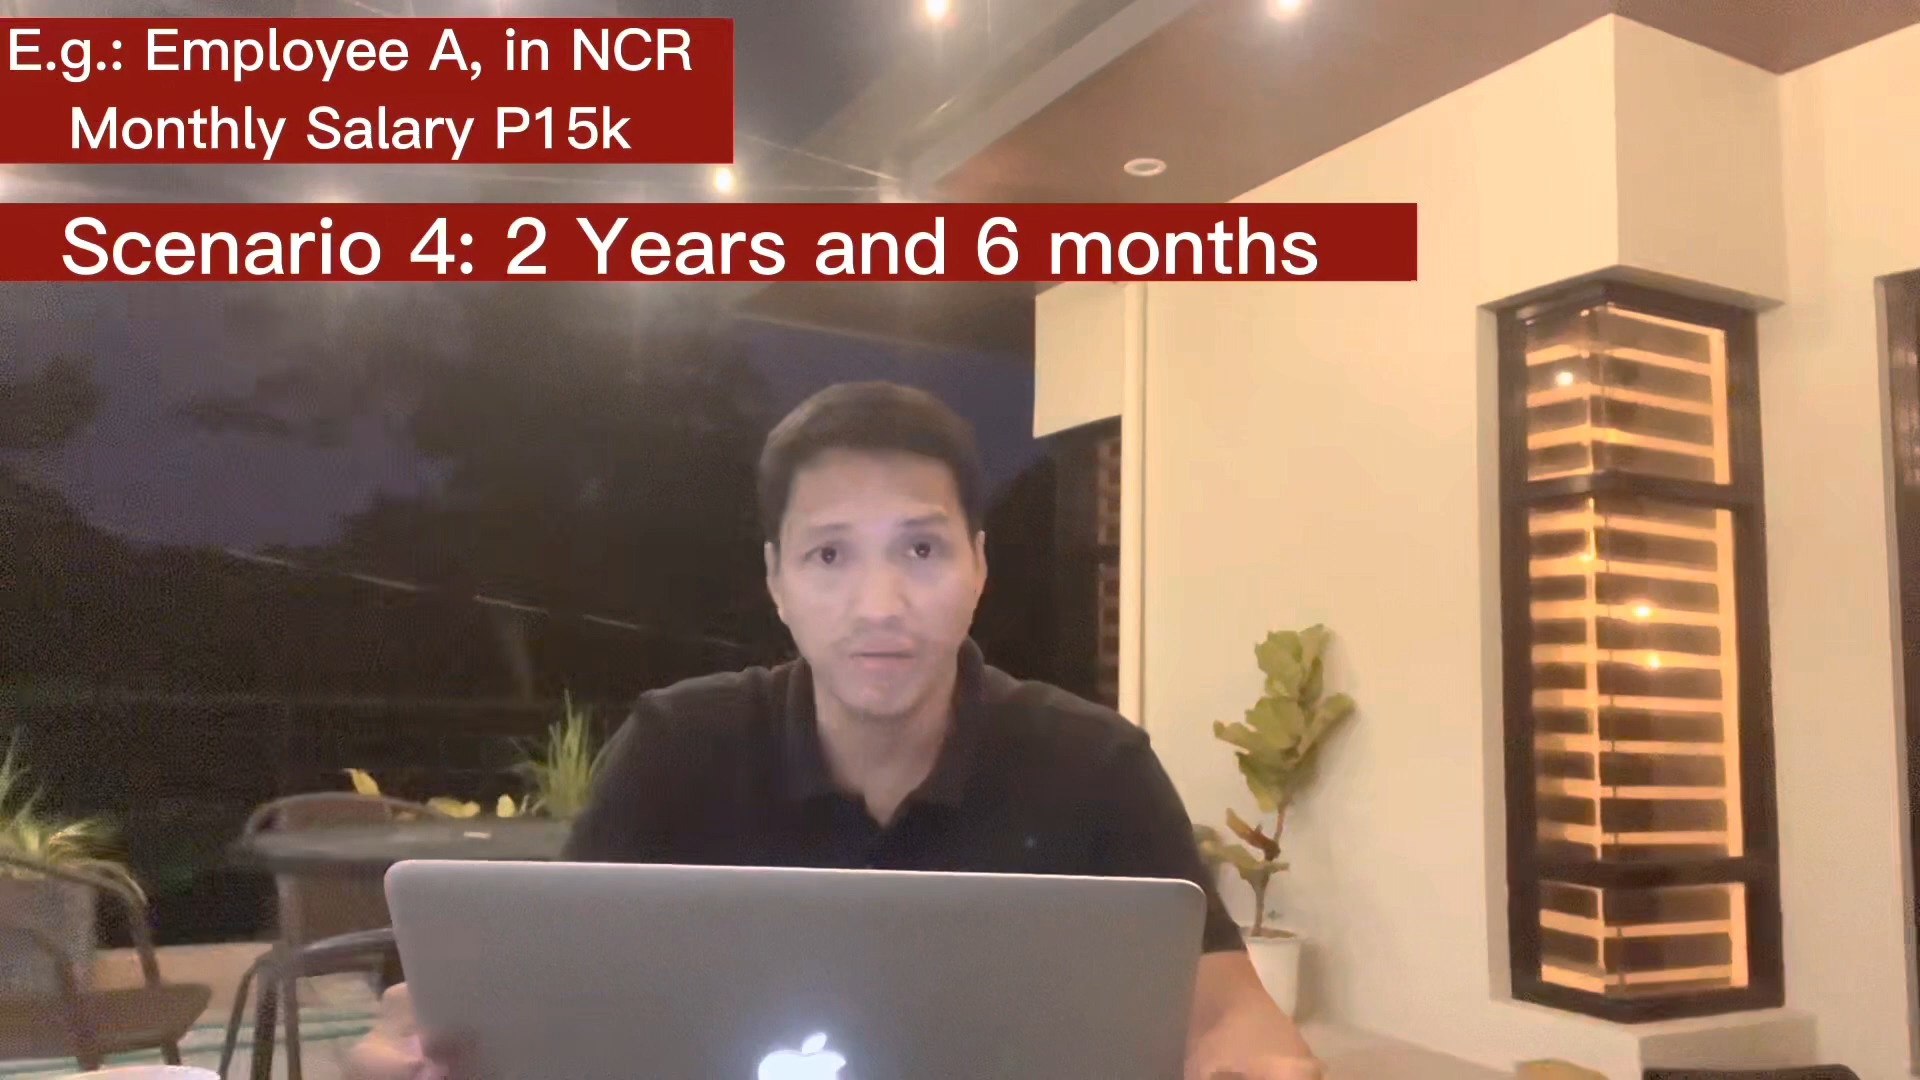 E.g.: Employee A, in NCR
Monthly Salary P15k
Scenario 4: 2 Years and 6 months